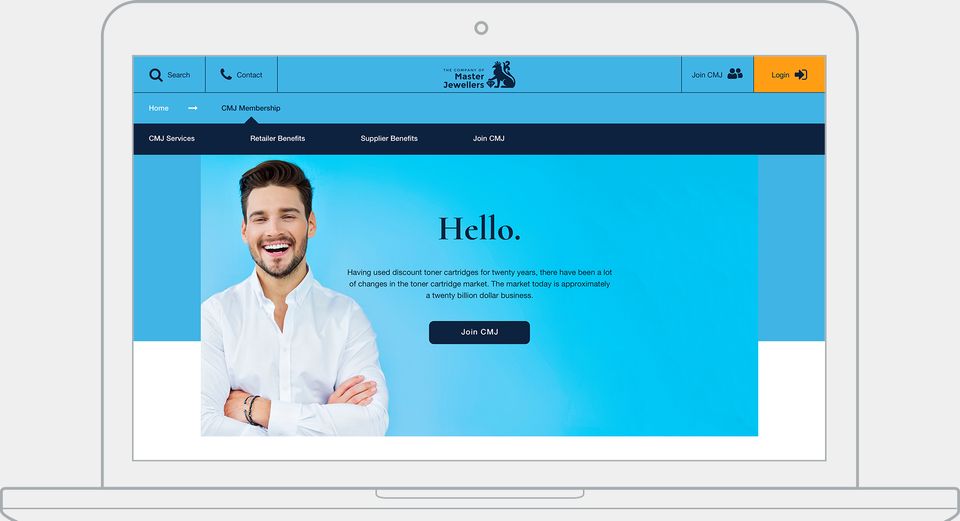 Search
Contact
THE COMPANY OF
Master
Jewellers
Join CMJ
Login
Home
CMJ Membership
CMJ Services
Retailer Benefits
Supplier Benefits
Join CMJ
Hello.
Having used discount toner cartridges for twenty years, there have been a lot
of changes in the toner cartridge market. The market today is approximately
a twenty billion dollar business.
Join CMJ